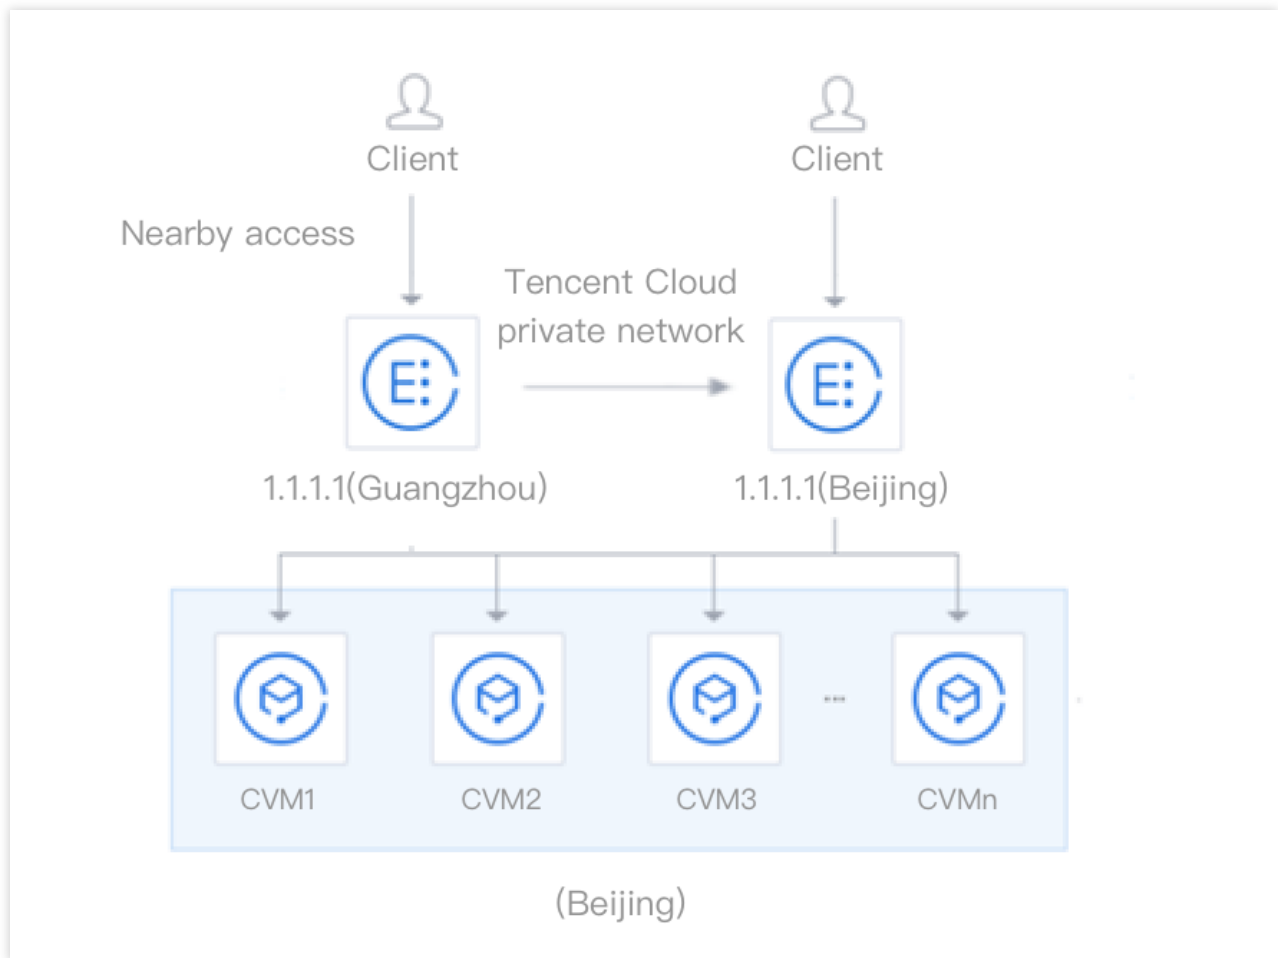 Client
Client
Nearby access
Tencent Cloud
private network
1.1.1.1(Guangzhou)
1.1.1.1(Beijing)
CVM1
CVM2
CVM3
...
CVMn
(Beijing)